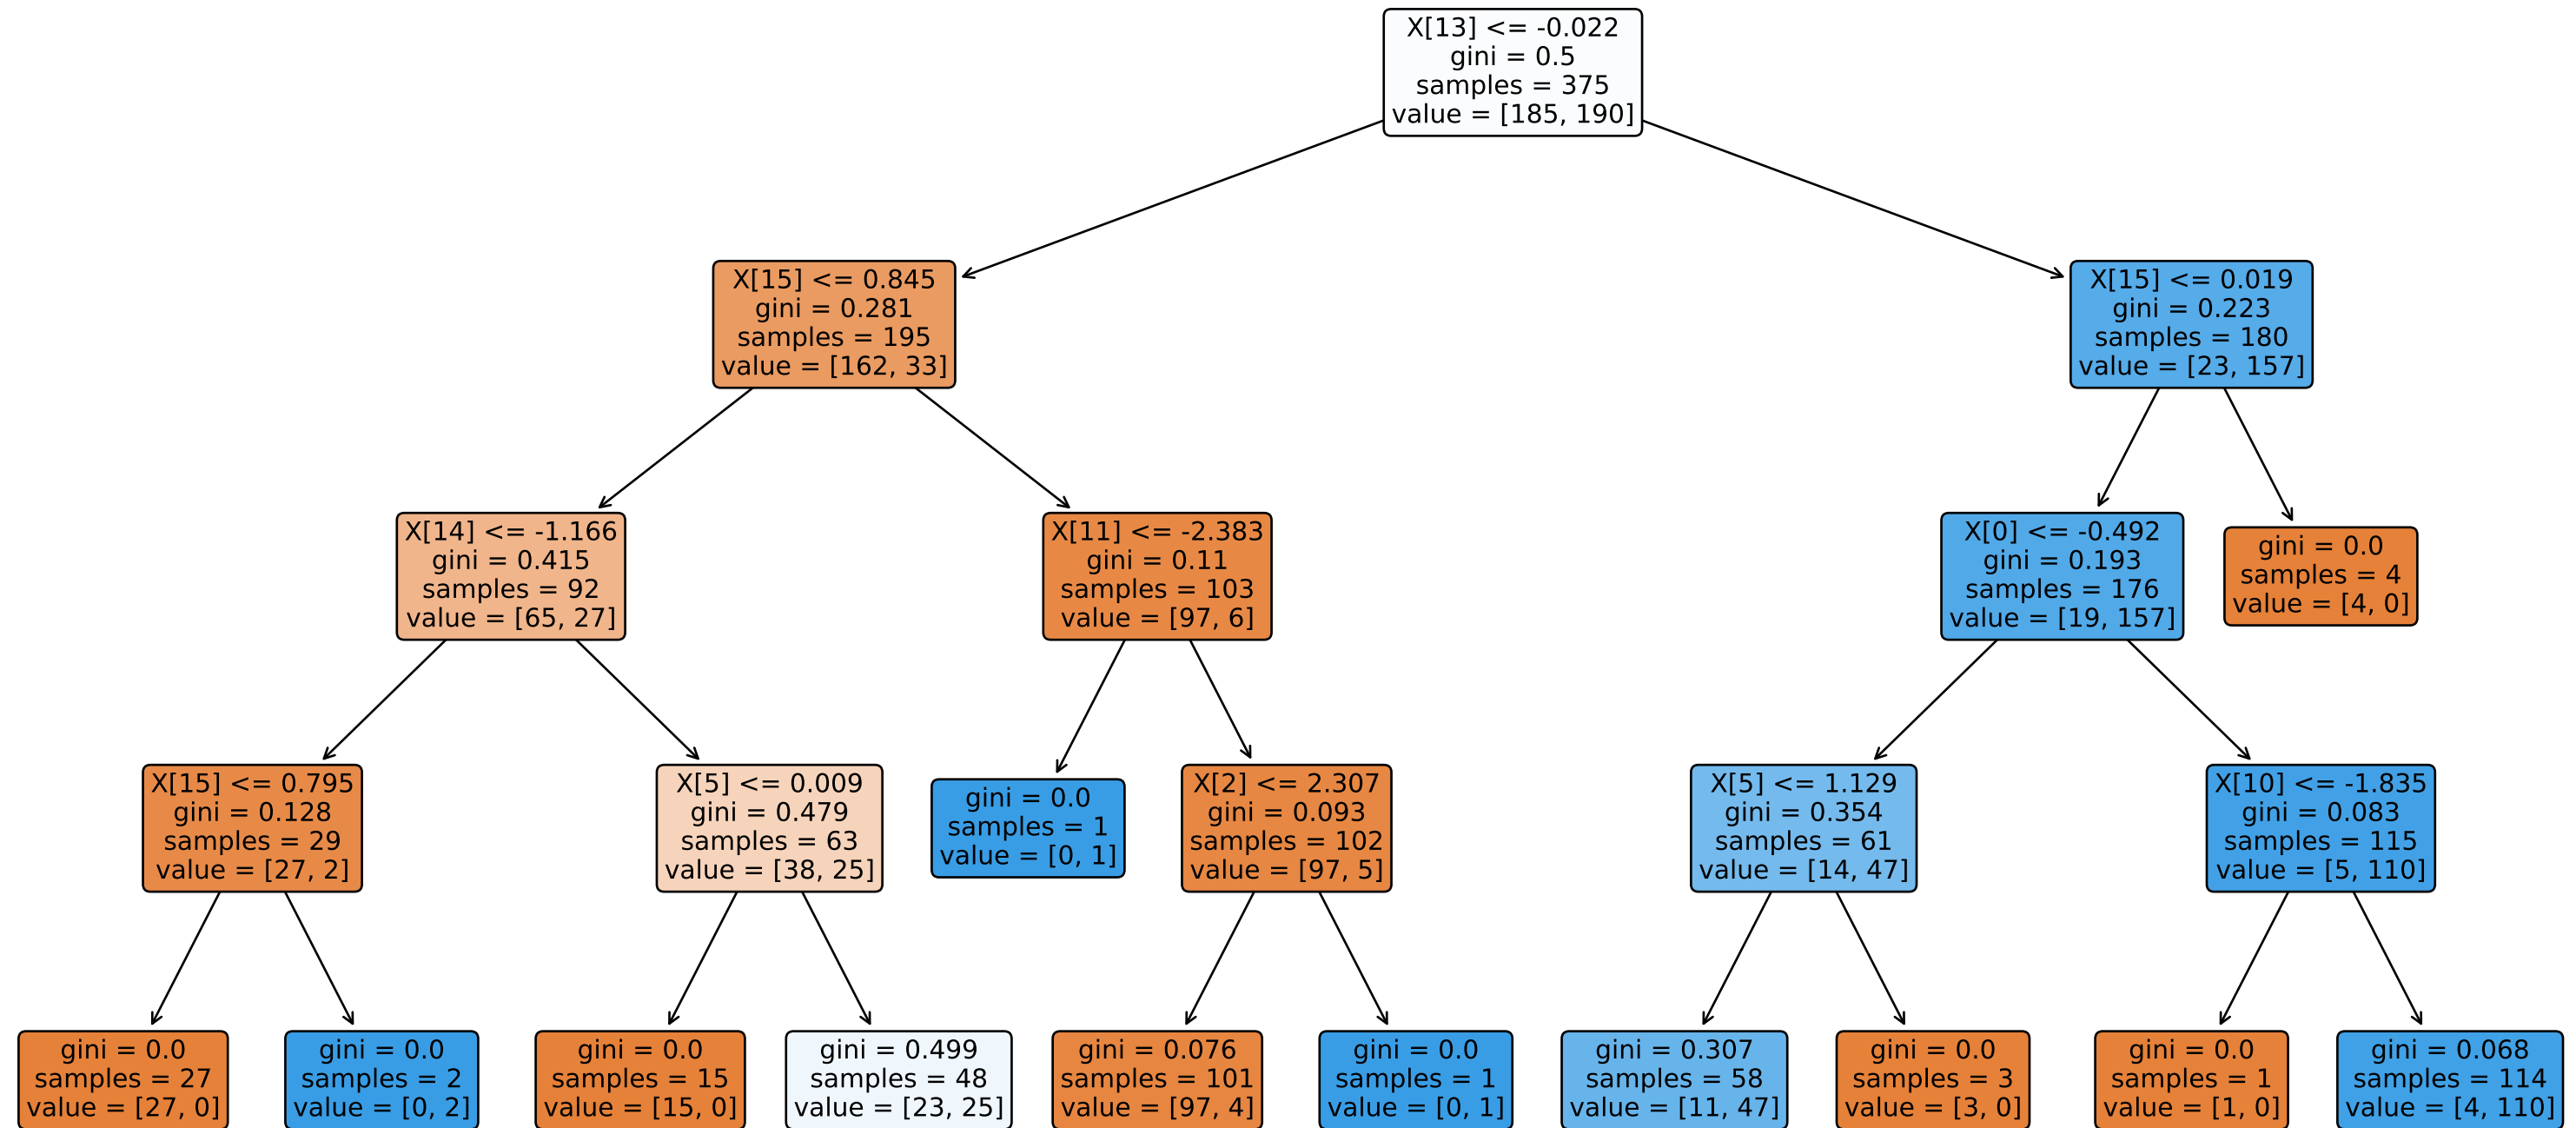 X[13] <= -0.022
gini = 0.5
samples = 375
value = [185, 190]
X[15] <= 0.845
gini = 0.281
samples = 195
value = [162, 33]
X[15] <= 0.019
gini = 0.223
samples = 180
value = [23, 157]
X[14] <= -1.166
gini = 0.415
samples = 92
value = [65, 27]
X[11] <= -2.383
gini = 0.11
samples = 103
value = [97, 6]
X[0] <= -0.492
gini = 0.193
samples = 176
value = [19, 157]
gini = 0.0
samples = 4
value = [4, 0]
X[15] <= 0.795
gini = 0.128
samples = 29
value = [27, 2]
X[5] <= 0.009
gini = 0.479
samples = 63
value = [38, 25]
gini = 0.0
samples = 1
value = [0, 1]
X[2] <= 2.307
gini = 0.093
samples = 102
value = [97, 5]
X[5] <= 1.129
gini = 0.354
samples = 61
value = [14, 47]
X[10] <= -1.835
gini = 0.083
samples = 115
value = [5, 110]
gini = 0.0
samples = 27
value = [27, 0]
gini = 0.0
samples = 2
value = [0, 2]
gini = 0.0
samples = 15
value = [15, 0]
gini = 0.499
samples = 48
value = [23, 25]
gini = 0.076
samples = 101
value = [97, 4]
gini = 0.0
samples = 1
value = [0, 1]
gini = 0.307
samples = 58
value = [11, 47]
gini = 0.0
samples = 3
value = [3, 0]
gini = 0.0
samples = 1
value = [1, 0]
gini = 0.068
samples = 114
value = [4, 110]